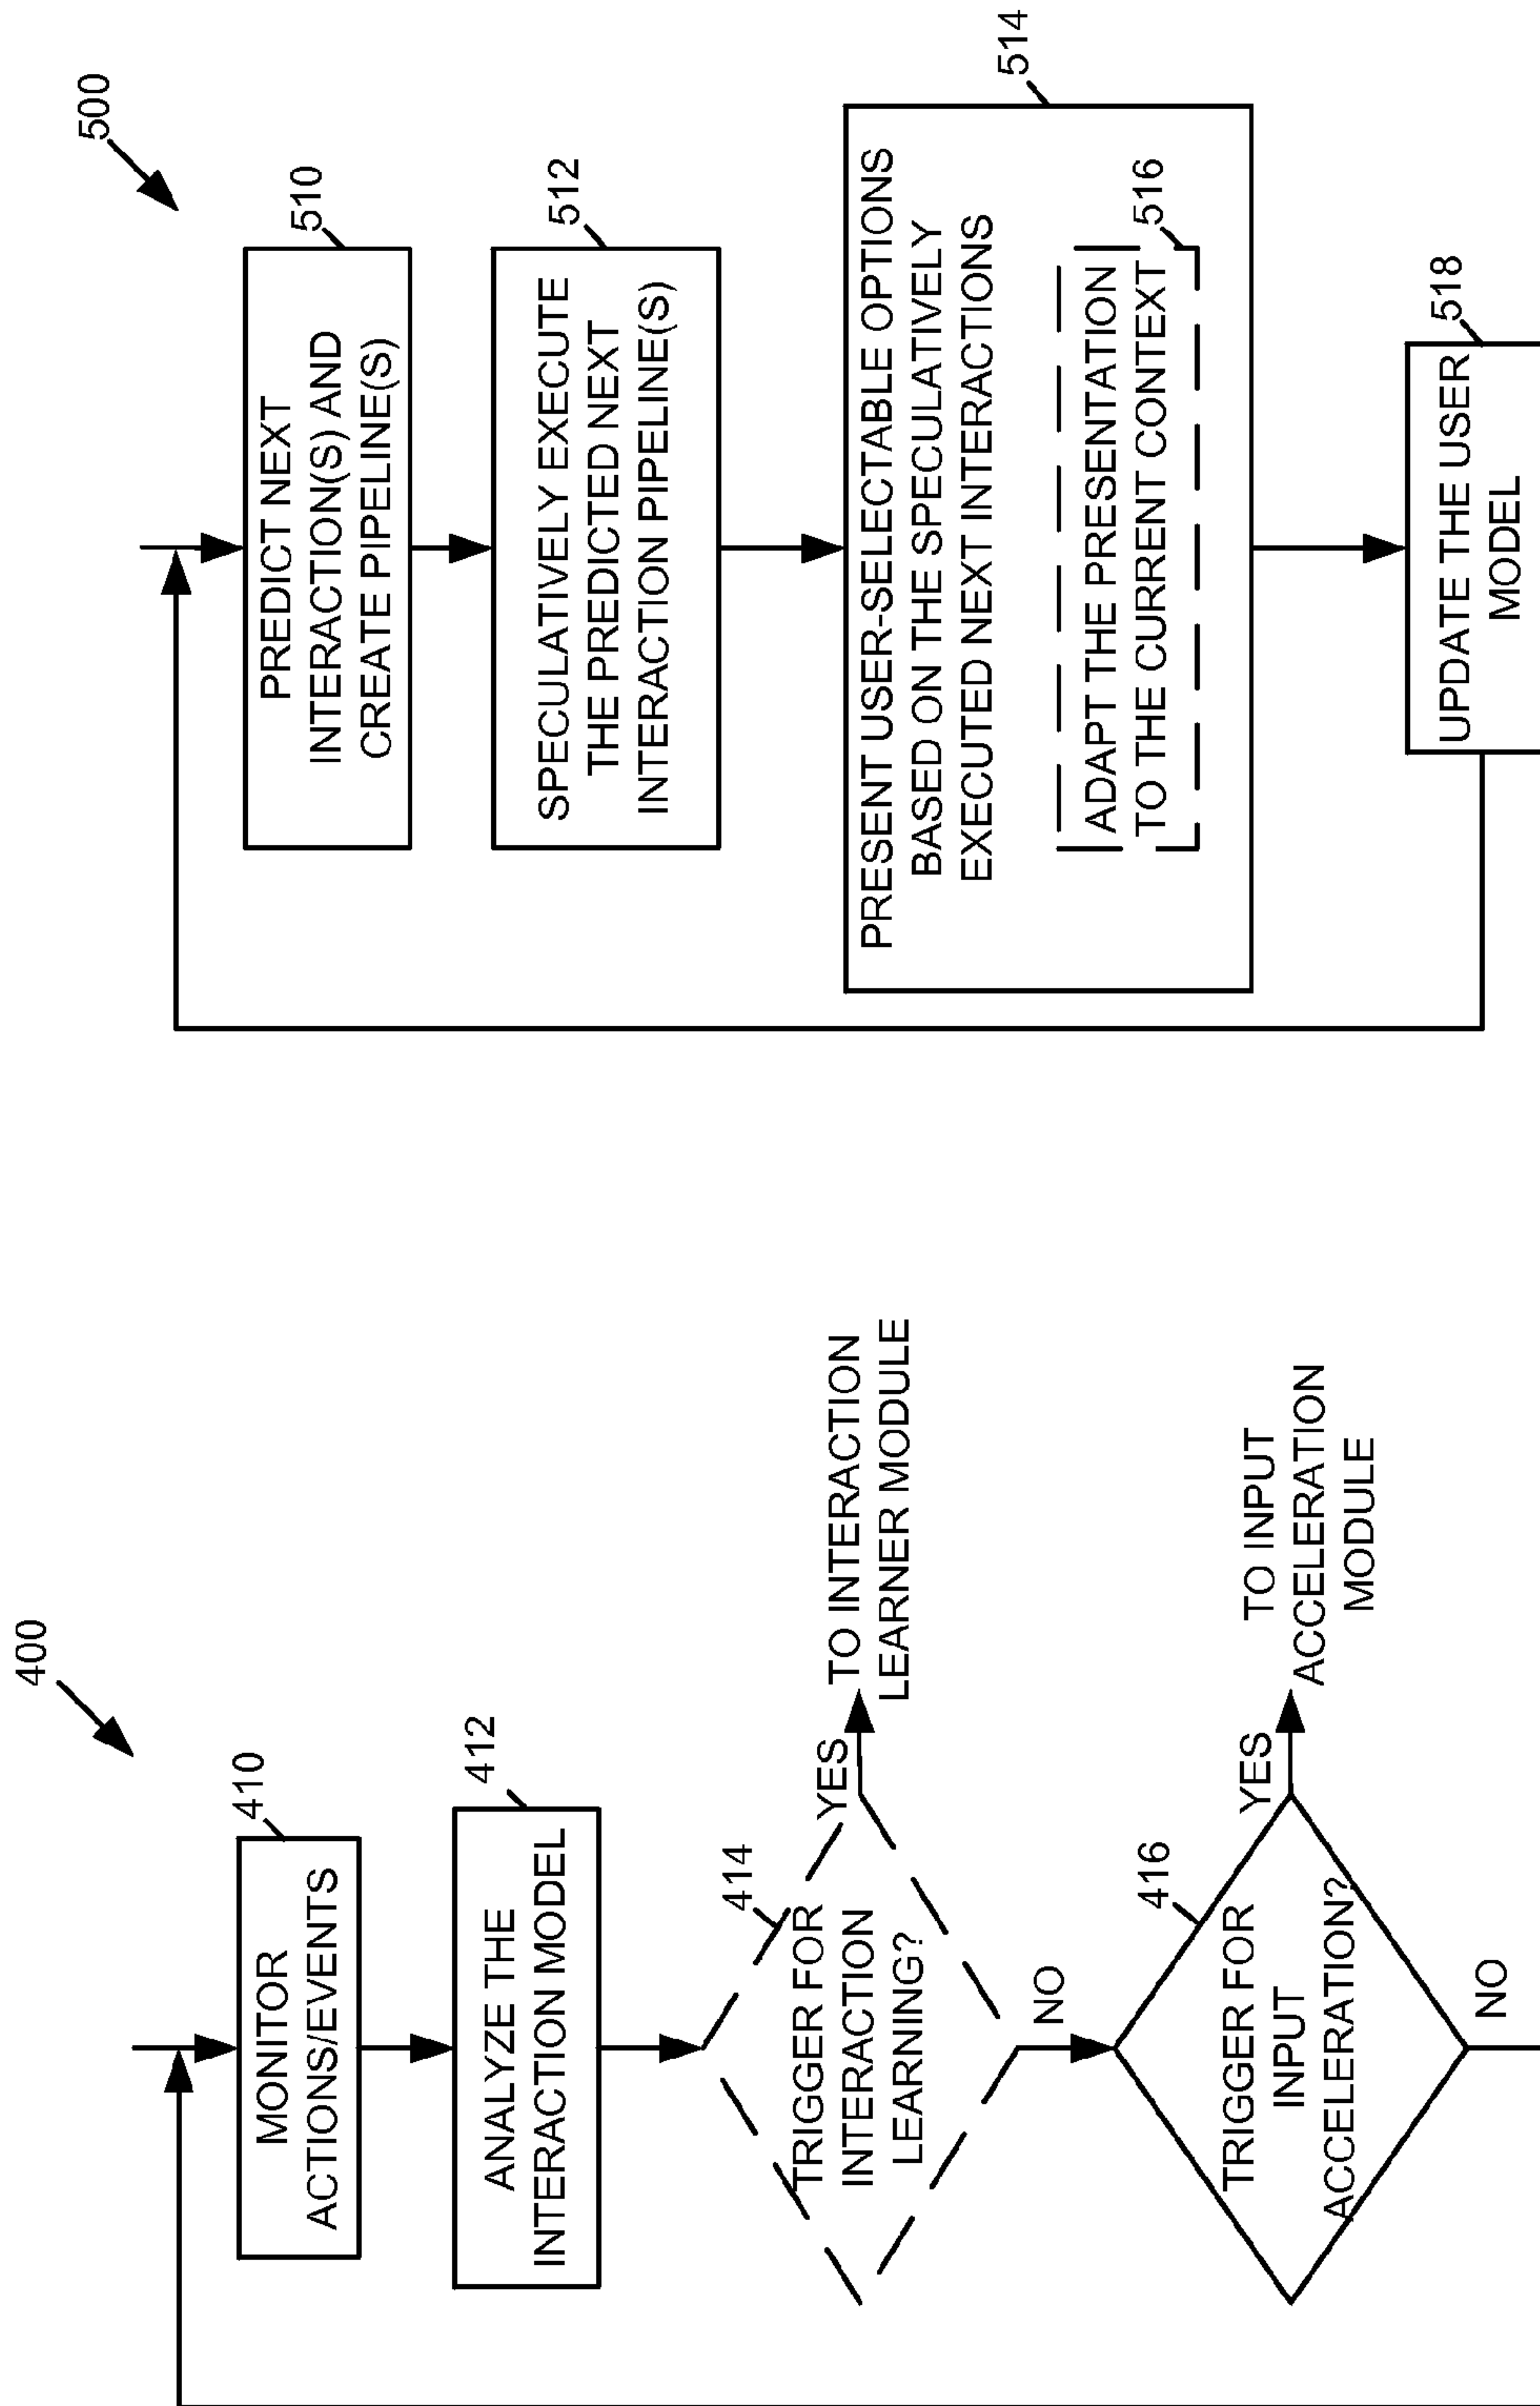 400
410
MONITOR
ACTIONS/EVENTS
412
ANALYZE THE
INTERACTION MODEL
414
TRIGGER FOR
INTERACTION
LEARNING?
YES
TO INTERACTION
LEARNER MODULE
NO
416
TRIGGER FOR
INPUT
ACCELERATION?
YES
TO INPUT
ACCELERATION
MODULE
NO
500
510
PREDICT NEXT
INTERACTION(S) AND
CREATE PIPELINE(S)
512
SPECULATIVELY EXECUTE
THE PREDICTED NEXT
INTERACTION PIPELINE(S)
514
PRESENT USER-SELECTABLE OPTIONS
BASED ON THE SPECULATIVELY
EXECUTED NEXT INTERACTIONS
516
ADAPT THE PRESENTATION
TO THE CURRENT CONTEXT
518
UPDATE THE USER
MODEL